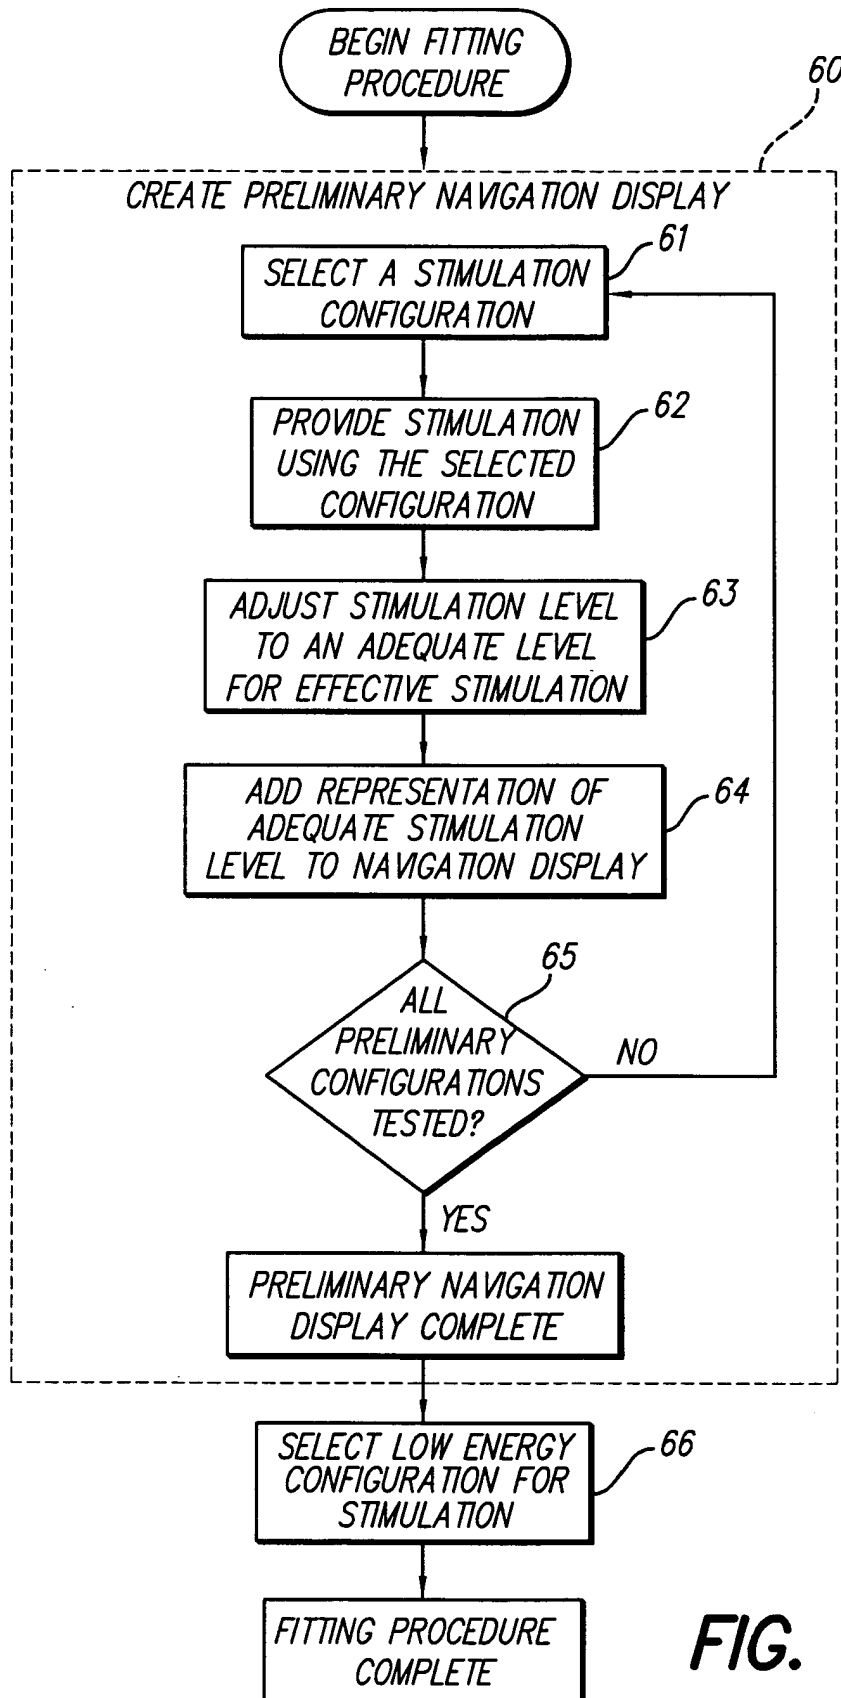 BEGIN FITTING
PROCEDURE
60
CREATE PRELIMINARY NAVIGATION DISPLAY
61
SELECT A STIMULATION
CONFIGURATION
62
PROVIDE STIMULATION
USING THE SELECTED
CONFIGURATION
63
ADJUST STIMULATION LEVEL
TO AN ADEQUATE LEVEL
FOR EFFECTIVE STIMULATION
64
ADD REPRESENTATION OF
ADEQUATE STIMULATION
LEVEL TO NAVIGATION DISPLAY
65
ALL
PRELIMINARY
CONFIGURATIONS
TESTED?
NO
YES
PRELIMINARY NAVIGATION
DISPLAY COMPLETE
66
SELECT LOW ENERGY
CONFIGURATION FOR
STIMULATION
FITTING PROCEDURE
COMPLETE
FIG.